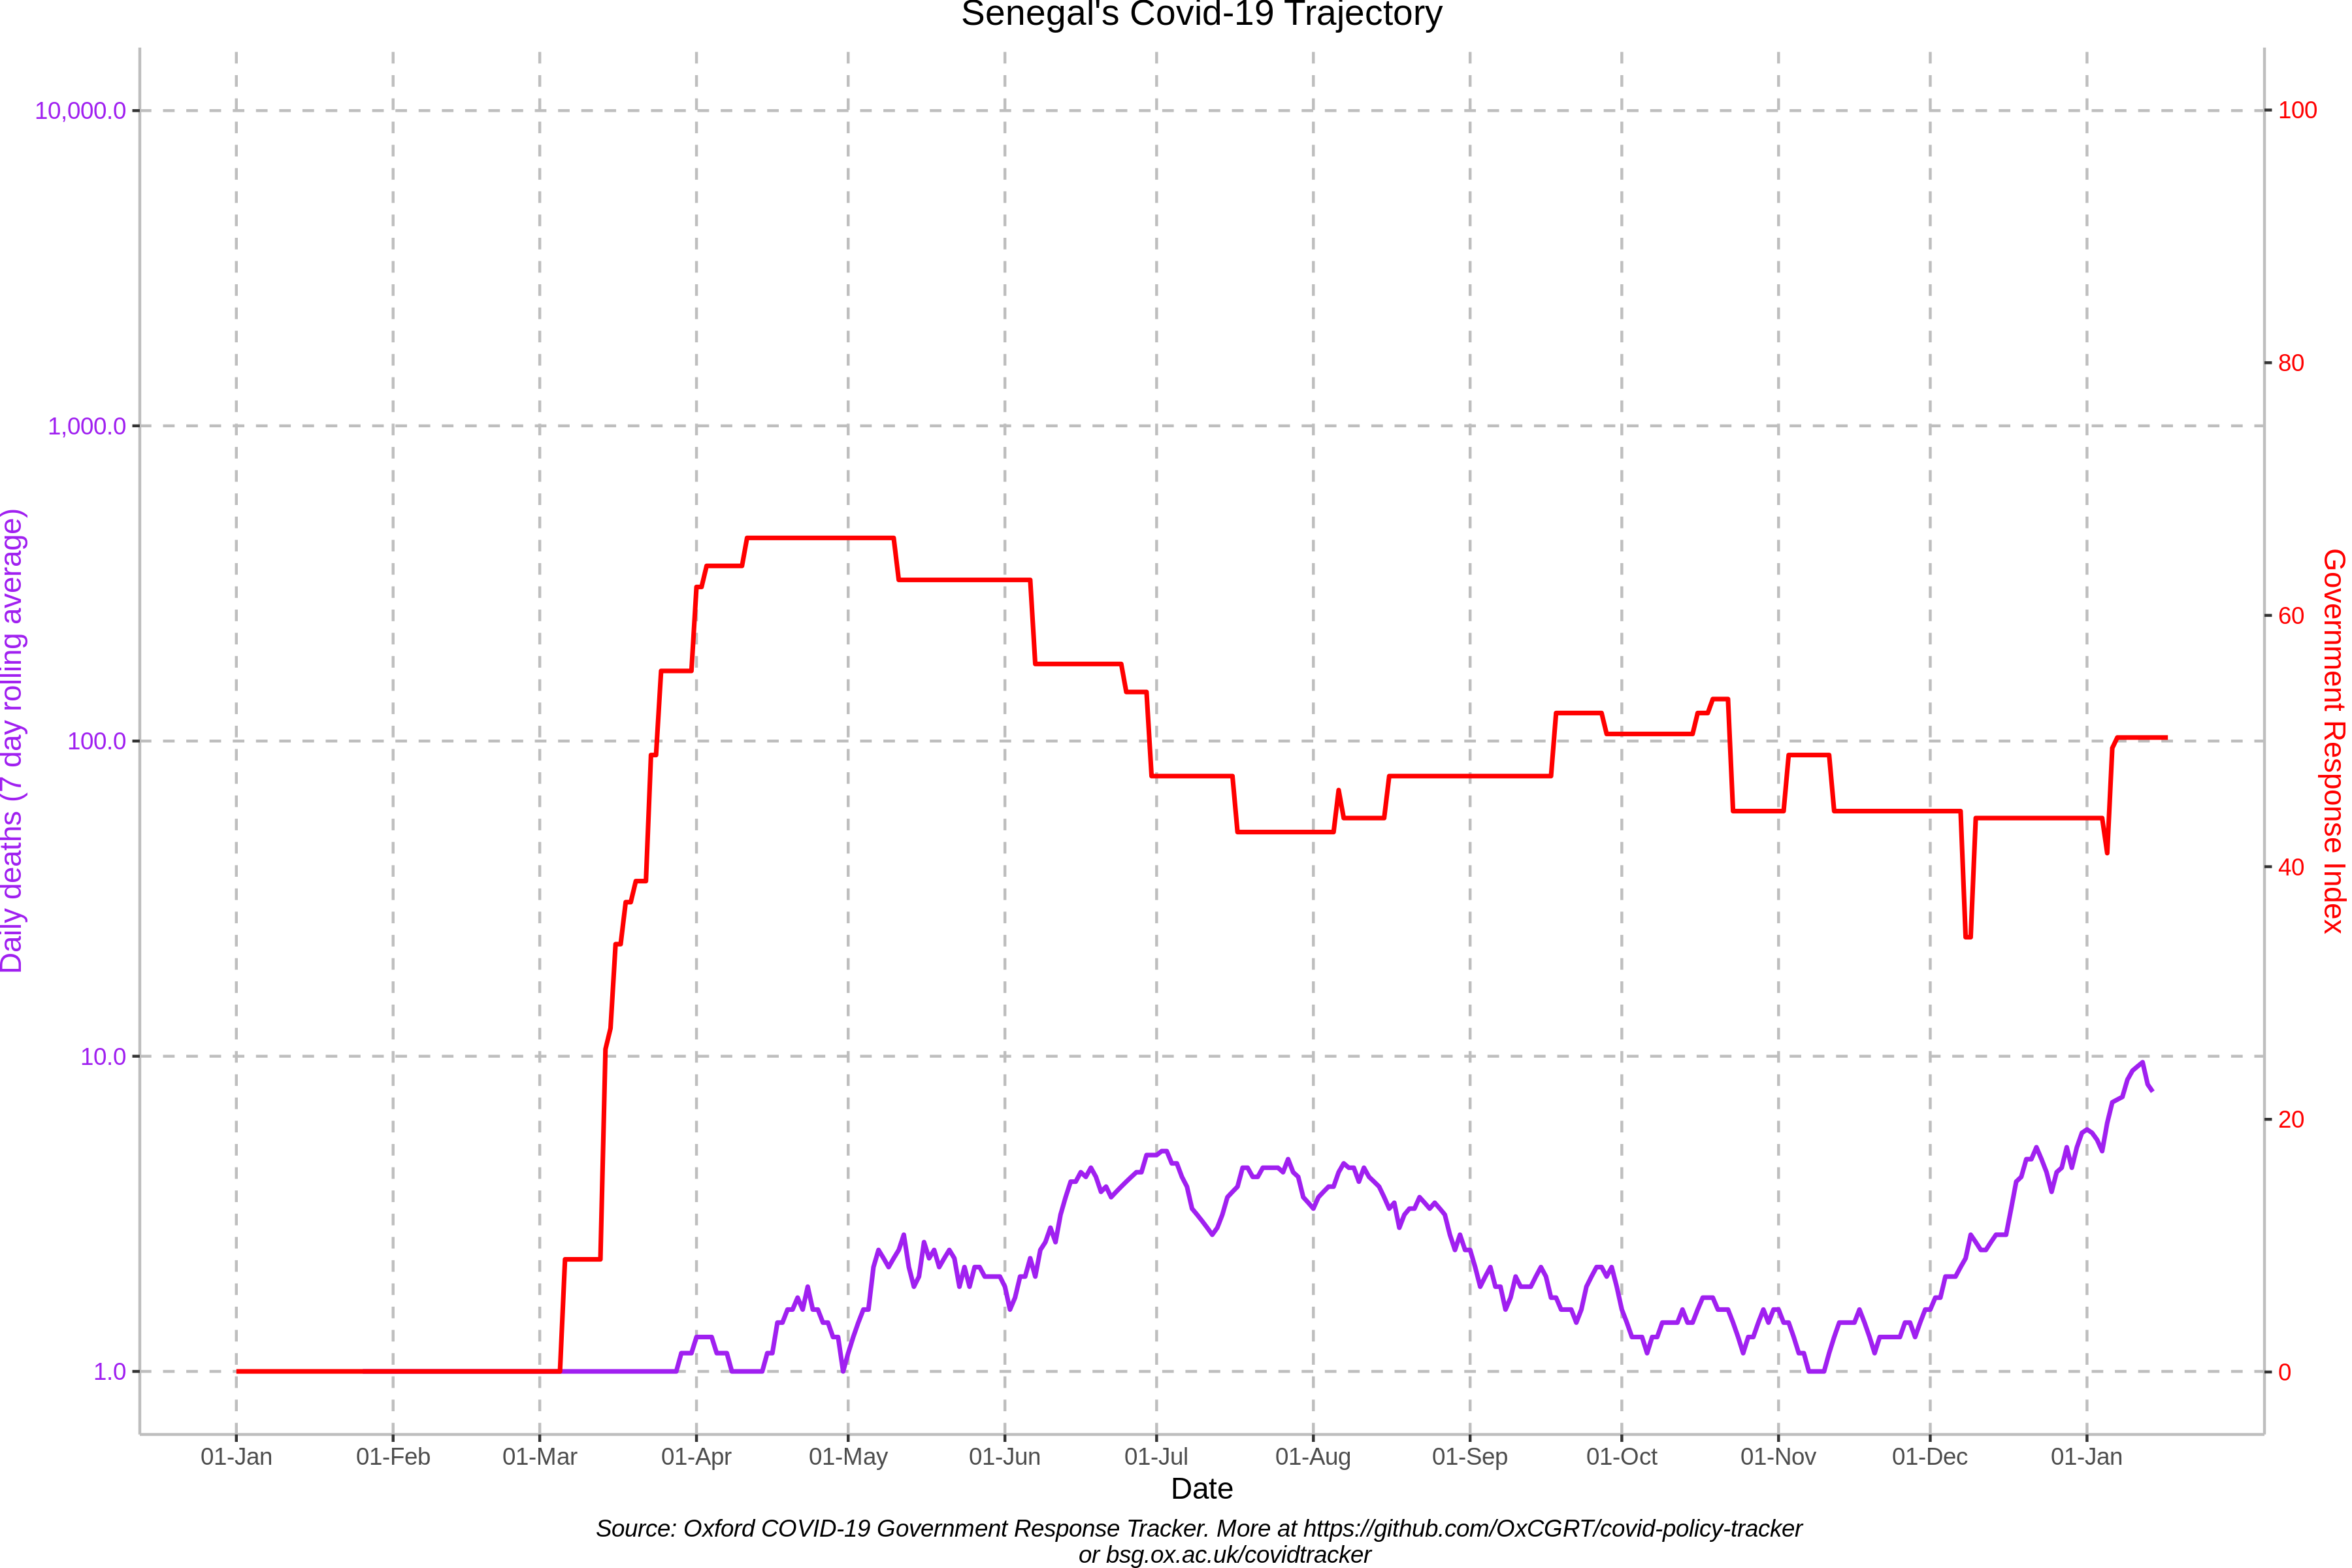 Senegal's Covid-19 Trajectory
10,000.0
1,000.0
100.0
10.0
1.0
Daily deaths (7 day rolling average)
100
80
60
40
20
0
Government Response Index
01-Jan 01-Feb 01-Mar 01-Apr 01-May 01-Jun 01-Jul 01-Aug 01-Sep 01-Oct 01-Nov 01-Dec 01-Jan
Date
Source: Oxford COVID-19 Government Response Tracker. More at https://github.com/OxCGRT/covid-policy-tracker
or bsg.ox.ac.uk/covidtracker